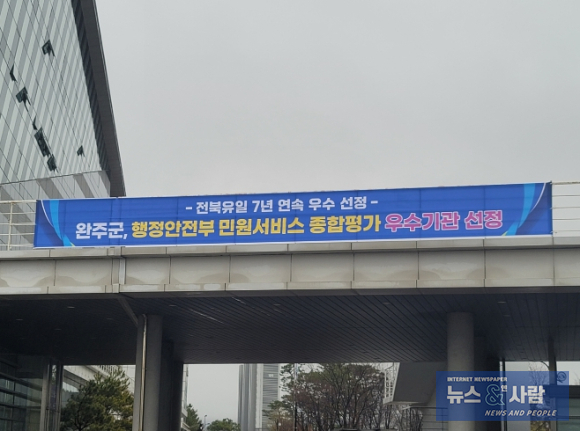 - 전북유일 7년 연속 우수 선정 -
완주군, 행정안전부 민원서비스 종합평가 우수기관 선정
INTERNET NEWSPAPER
뉴스&사람
NEWS AND PEOPLE